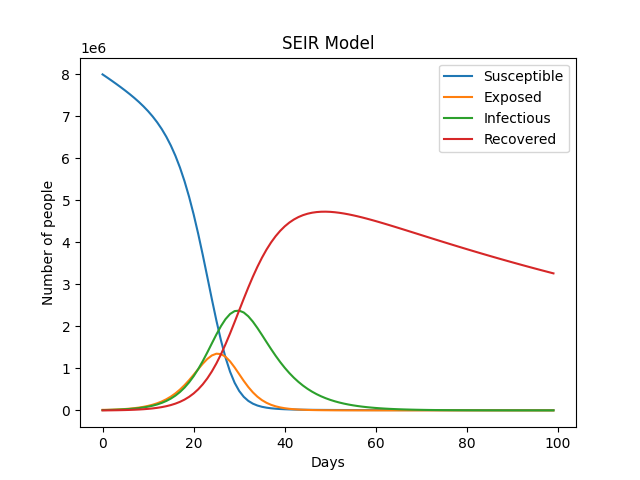 SEIR Model
1e6
8
7
6
5
4
3
2
1
0
Number of people
Susceptible
Exposed
Infectious
Recovered
0 20 40 60 80 100
Days